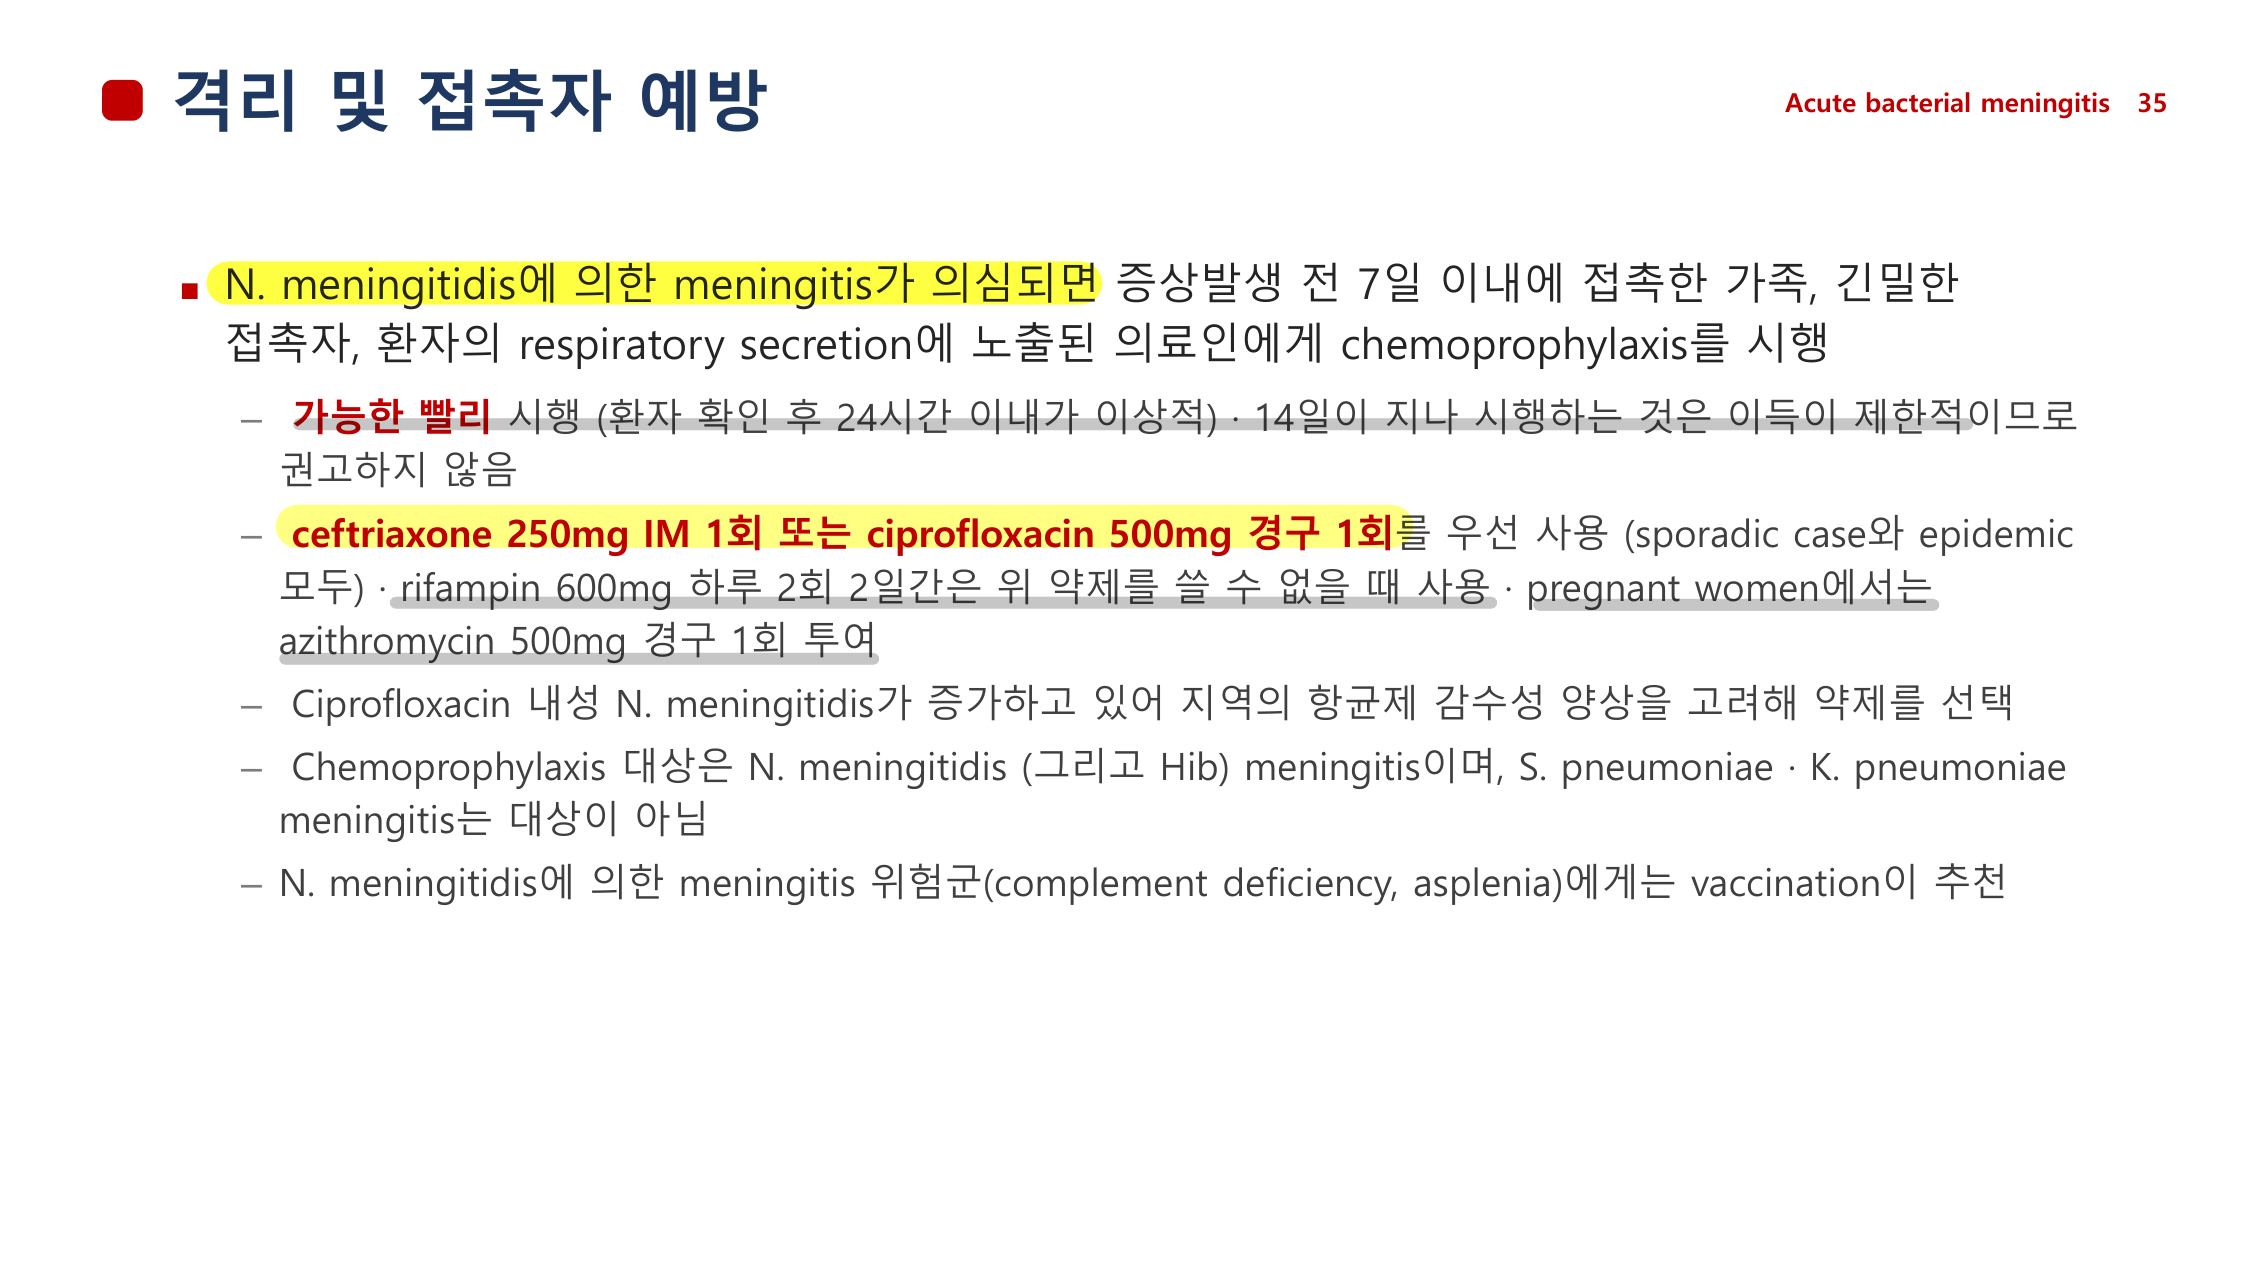 격리 및 접촉자 예방
Acute bacterial meningitis 35
▪ N. meningitidis에 의한 meningitis가 의심되면 증상발생 전 7일 이내에 접촉한 가족, 긴밀한
접촉자, 환자의 respiratory secretion에 노출된 의료인에게 chemoprophylaxis를 시행
– 가능한 빨리 시행 (환자 확인 후 24시간 이내가 이상적) · 14일이 지나 시행하는 것은 이득이 제한적이므로
권고하지 않음
– ceftriaxone 250mg IM 1회 또는 ciprofloxacin 500mg 경구 1회를 우선 사용 (sporadic case와 epidemic
모두) · rifampin 600mg 하루 2회 2일간은 위 약제를 쓸 수 없을 때 사용 · pregnant women에서는
azithromycin 500mg 경구 1회 투여
– Ciprofloxacin 내성 N. meningitidis가 증가하고 있어 지역의 항균제 감수성 양상을 고려해 약제를 선택
– Chemoprophylaxis 대상은 N. meningitidis (그리고 Hib) meningitis이며, S. pneumoniae · K. pneumoniae
meningitis는 대상이 아님
– N. meningitidis에 의한 meningitis 위험군(complement deficiency, asplenia)에게는 vaccination이 추천